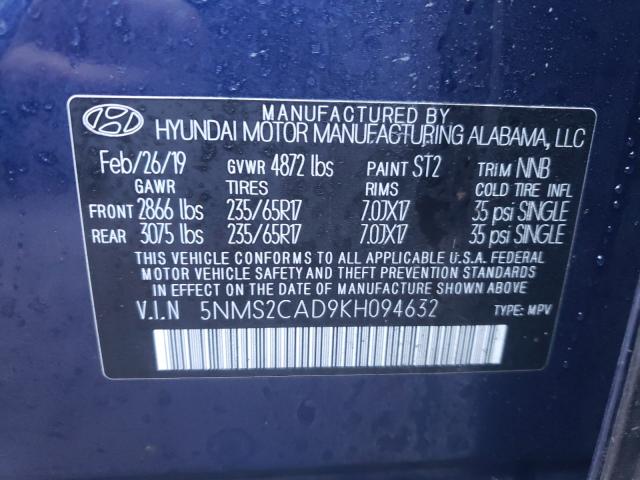 MANUFACTURED BY
HYUNDAI MOTOR MANUFACTURING ALABAMA, LLC
Feb/26/19 GVWR 4872 lbs PAINT ST2 TRIM NNB
GAWR TIRES RIMS COLD TIRE INFL
FRONT 2866 lbs 235/65R17 7.0JX17 35 psi SINGLE
REAR 3075 lbs 235/65R17 7.0JX17 35 psi SINGLE
THIS VEHICLE CONFORMS TO ALL APPLICABLE U.S.A. FEDERAL
MOTOR VEHICLE SAFETY AND THEFT PREVENTION STANDARDS
IN EFFECT ON THE DATE OF MANUFACTURE SHOWN ABOVE.
V.I.N 5NMS2CAD9KH094632 TYPE: MPV